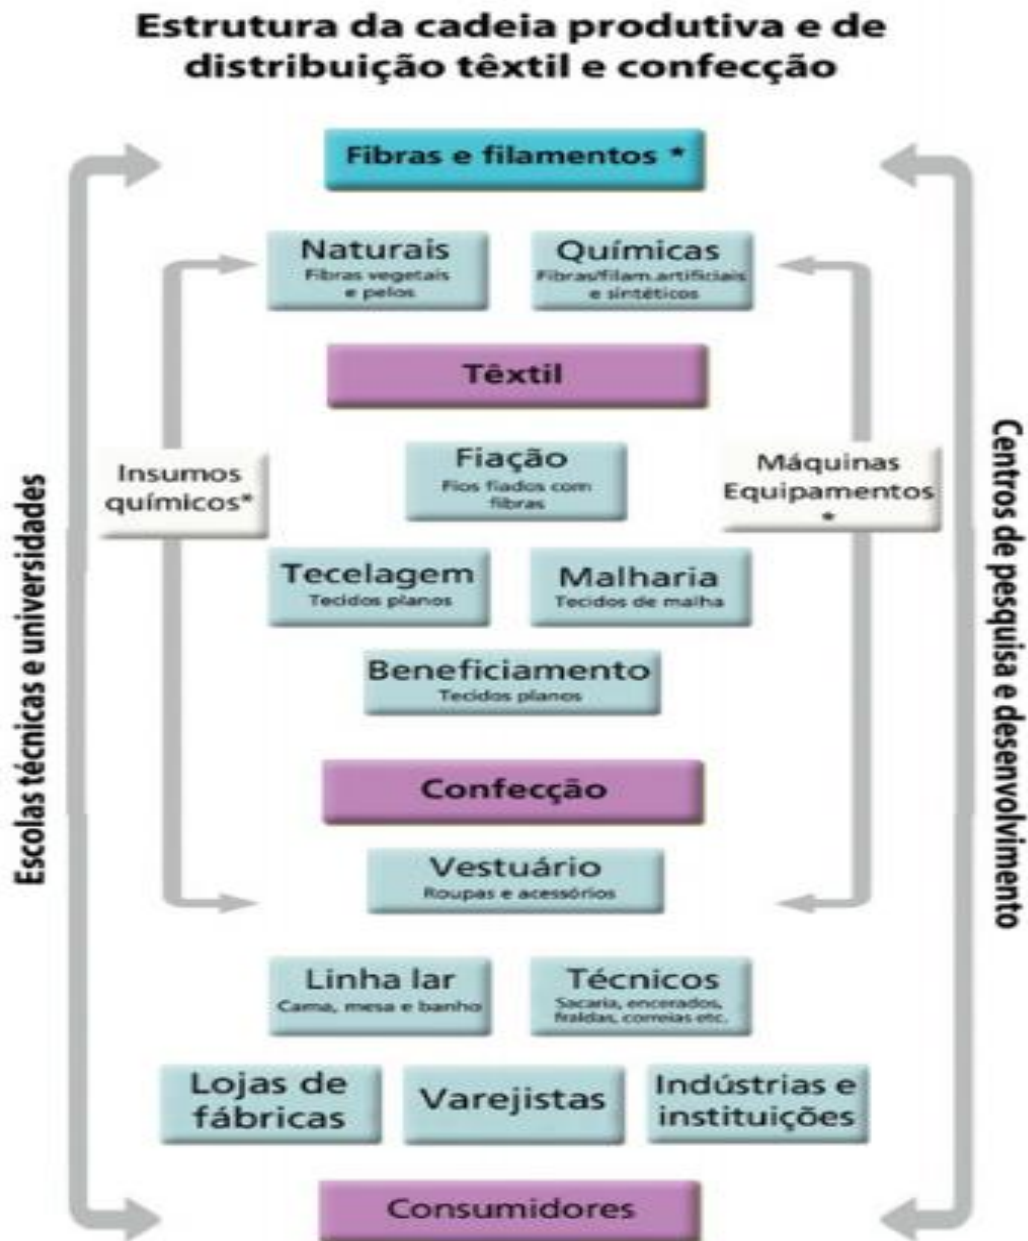 Estrutura da cadeia produtiva e de
distribuição têxtil e confecção
Fibras e filamentos *
Naturais
Fibras vegetais
e pelos
Químicas
Fibras/filam.artificiais
e sintéticos
Têxtil
Insumos
químicos*
Fiação
Fios fiados com
fibras
Máquinas
Equipamentos
*
Tecelagem
Tecidos planos
Malharia
Tecidos de malha
Beneficiamento
Tecidos planos
Confecção
Vestuário
Roupas e acessórios
Linha lar
Cama, mesa e banho
Técnicos
Sacaria, encerados,
fraldas, correias etc.
Lojas de
fábricas
Varejistas
Indústrias e
instituições
Consumidores
Escolas técnicas e universidades
Centros de pesquisa e desenvolvimento